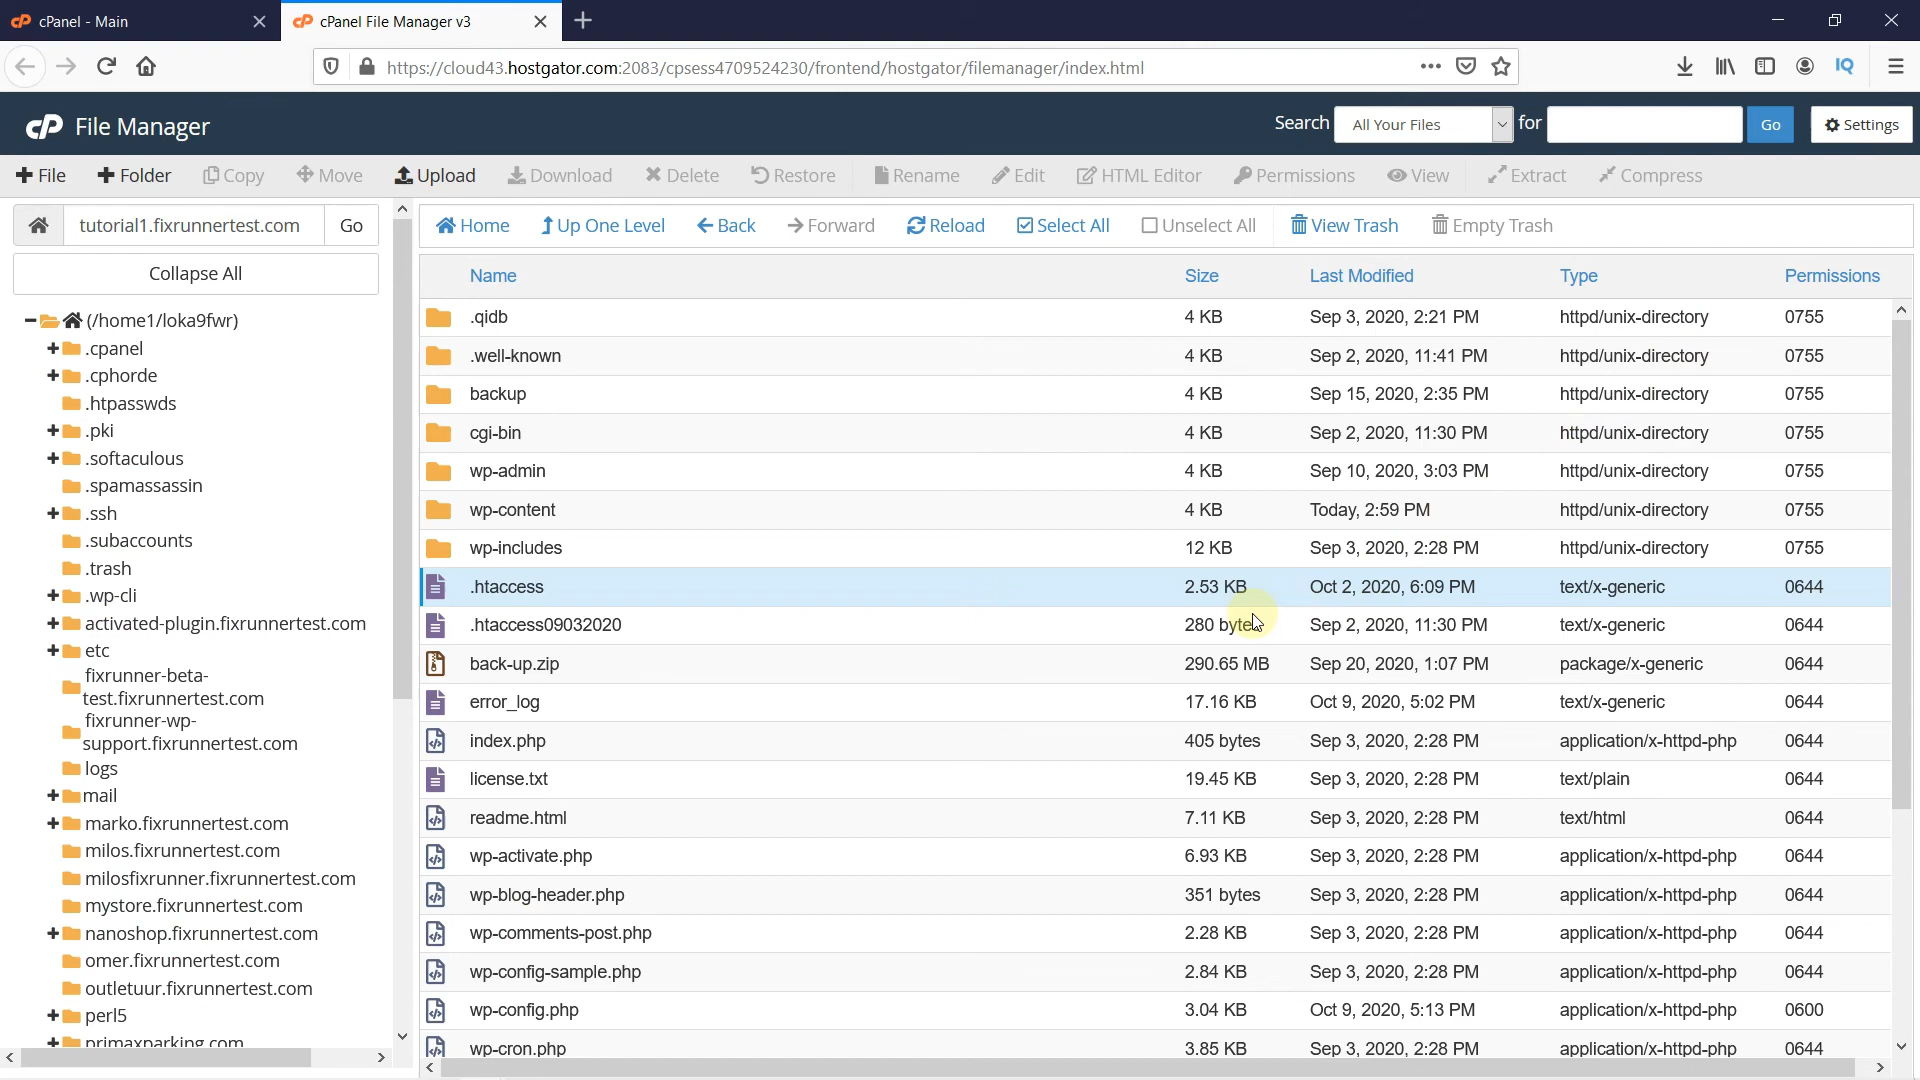 cPanel - Main
cPanel File Manager v3
https://cloud43.hostgator.com:2083/cpsess4709524230/frontend/hostgator/filemanager/index.html
IQ
cP File Manager
Search All Your Files for Go Settings
File Folder Copy Move Upload Download Delete Restore Rename Edit HTML Editor Permissions View Extract Compress
tutorial1.fixrunnertest.com Go
Collapse All
(/home1/loka9fwr)
.cpanel
.cphorde
.htpasswds
.pki
.softaculous
.spamassassin
.ssh
.subaccounts
.trash
.wp-cli
activated-plugin.fixrunnertest.com
etc
fixrunner-beta-
test.fixrunnertest.com
fixrunner-wp-
support.fixrunnertest.com
logs
mail
marko.fixrunnertest.com
milos.fixrunnertest.com
milosfixrunner.fixrunnertest.com
mystore.fixrunnertest.com
nanoshop.fixrunnertest.com
omer.fixrunnertest.com
outletuur.fixrunnertest.com
perl5
primaxparking.com
Home Up One Level Back Forward Reload Select All Unselect All View Trash Empty Trash
Name Size Last Modified Type Permissions
.qidb 4 KB Sep 3, 2020, 2:21 PM httpd/unix-directory 0755
.well-known 4 KB Sep 2, 2020, 11:41 PM httpd/unix-directory 0755
backup 4 KB Sep 15, 2020, 2:35 PM httpd/unix-directory 0755
cgi-bin 4 KB Sep 2, 2020, 11:30 PM httpd/unix-directory 0755
wp-admin 4 KB Sep 10, 2020, 3:03 PM httpd/unix-directory 0755
wp-content 4 KB Today, 2:59 PM httpd/unix-directory 0755
wp-includes 12 KB Sep 3, 2020, 2:28 PM httpd/unix-directory 0755
.htaccess 2.53 KB Oct 2, 2020, 6:09 PM text/x-generic 0644
.htaccess09032020 280 bytes Sep 2, 2020, 11:30 PM text/x-generic 0644
back-up.zip 290.65 MB Sep 20, 2020, 1:07 PM package/x-generic 0644
error_log 17.16 KB Oct 9, 2020, 5:02 PM text/x-generic 0644
index.php 405 bytes Sep 3, 2020, 2:28 PM application/x-httpd-php 0644
license.txt 19.45 KB Sep 3, 2020, 2:28 PM text/plain 0644
readme.html 7.11 KB Sep 3, 2020, 2:28 PM text/html 0644
wp-activate.php 6.93 KB Sep 3, 2020, 2:28 PM application/x-httpd-php 0644
wp-blog-header.php 351 bytes Sep 3, 2020, 2:28 PM application/x-httpd-php 0644
wp-comments-post.php 2.28 KB Sep 3, 2020, 2:28 PM application/x-httpd-php 0644
wp-config-sample.php 2.84 KB Sep 3, 2020, 2:28 PM application/x-httpd-php 0644
wp-config.php 3.04 KB Oct 9, 2020, 5:13 PM application/x-httpd-php 0600
wp-cron.php 3.85 KB Sep 3, 2020, 2:28 PM application/x-httpd-php 0644